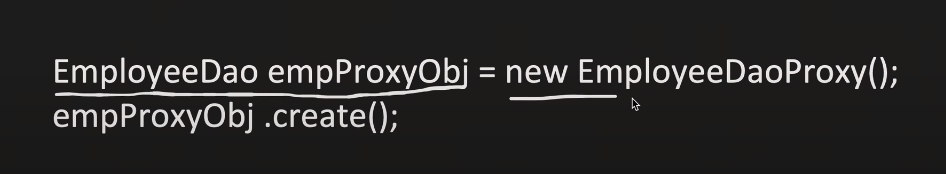 EmployeeDao empProxyObj = new EmployeeDaoProxy();
empProxyObj .create();